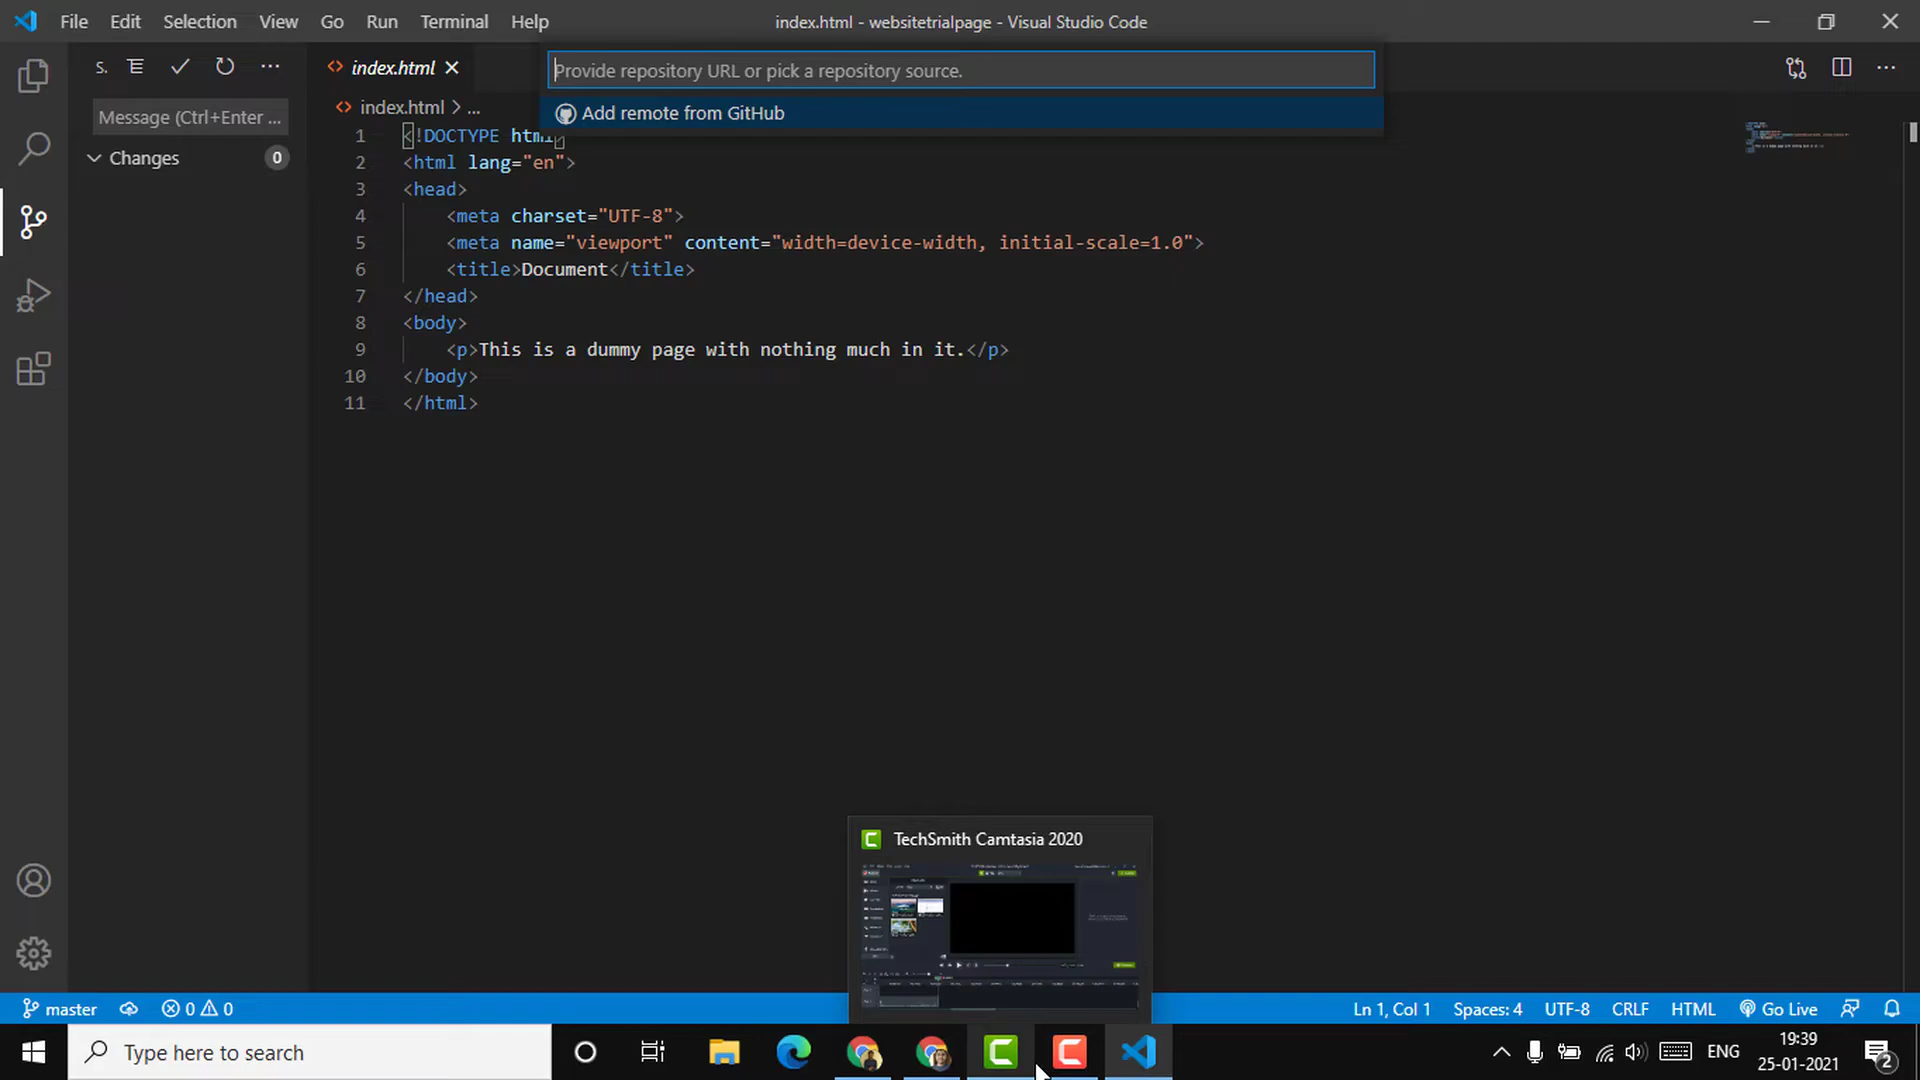 File Edit Selection View Go Run Terminal Help
index.html - websitetrialpage - Visual Studio Code
S.
index.html
Provide repository URL or pick a repository source.
Add remote from GitHub
Message (Ctrl+Enter ...
Changes 0
index.html > ...
1 <!DOCTYPE html>
2 <html lang="en">
3 <head>
4 <meta charset="UTF-8">
5 <meta name="viewport" content="width=device-width, initial-scale=1.0">
6 <title>Document</title>
7 </head>
8 <body>
9 <p>This is a dummy page with nothing much in it.</p>
10 </body>
11 </html>
TechSmith Camtasia 2020
master 0 0
Ln 1, Col 1 Spaces: 4 UTF-8 CRLF HTML Go Live
Type here to search
ENG
19:39
25-01-2021
2